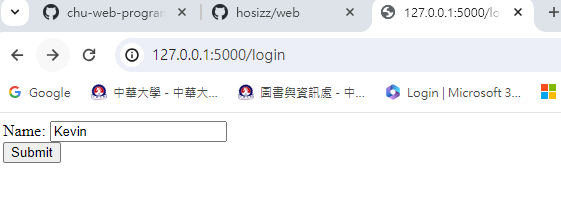 chu-web-program
hosizz/web
127.0.0.1:5000/lo
127.0.0.1:5000/login
Google
中華大學 - 中華大...
圖書與資訊處 - 中...
Login | Microsoft 3...
Name: Kevin
Submit